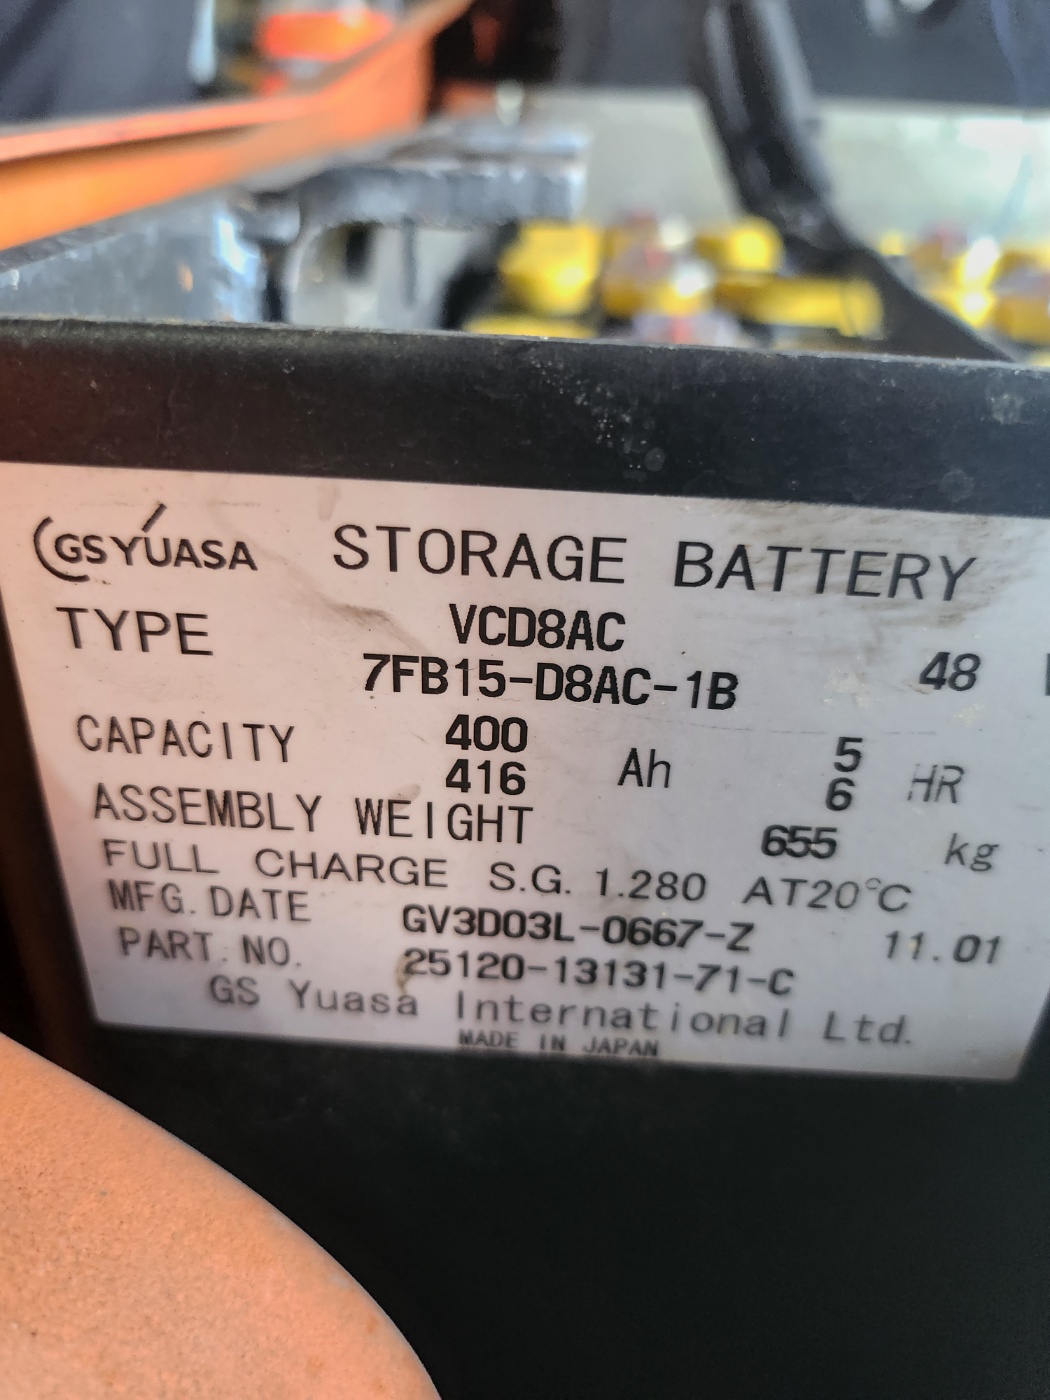 GS YUASA STORAGE BATTERY
TYPE VCD8AC
7FB15-D8AC-1B 48
CAPACITY 400 Ah 5 HR
416 6
ASSEMBLY WEIGHT 655 kg
FULL CHARGE S.G. 1.280 AT20°C
MFG.DATE GV3D03L-0667-Z 11.01
PART.NO. 25120-13131-71-C
GS Yuasa International Ltd.
MADE IN JAPAN